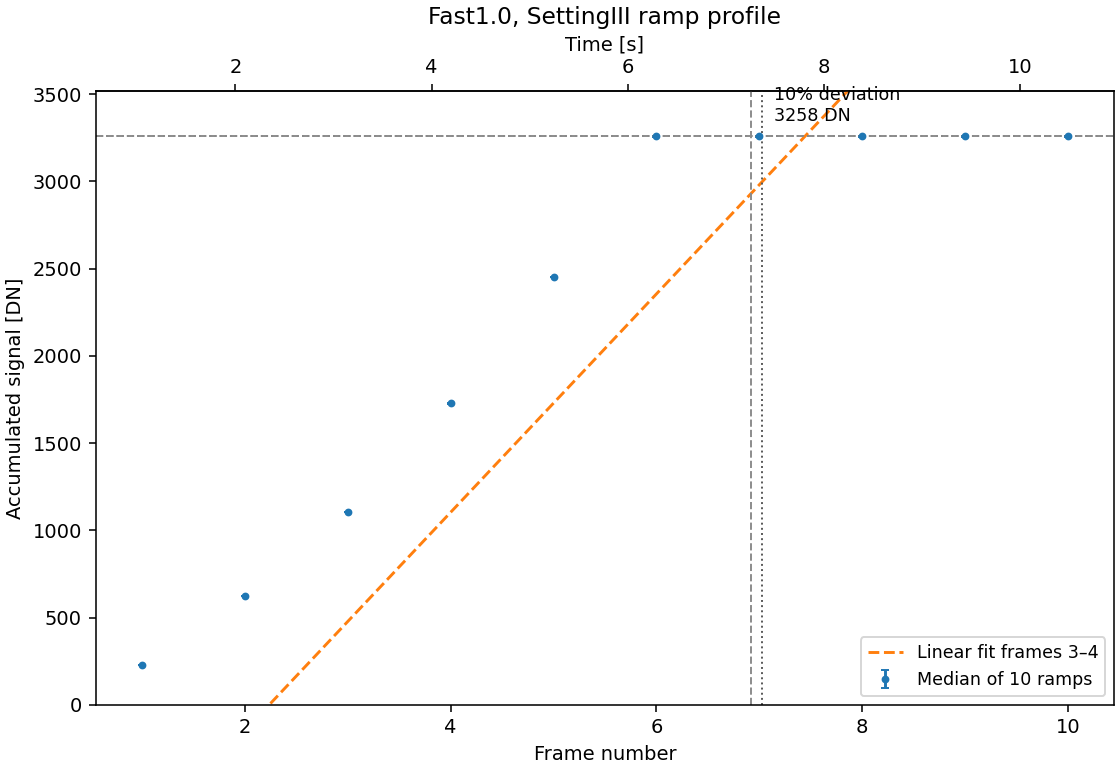 Fast1.0, SettingIII ramp profile
Time [s]
2 4 6 8 10
10% deviation
3258 DN
3500
3000
2500
2000
1500
1000
500
0
Accumulated signal [DN]
Linear fit frames 3–4
Median of 10 ramps
2 4 6 8 10
Frame number